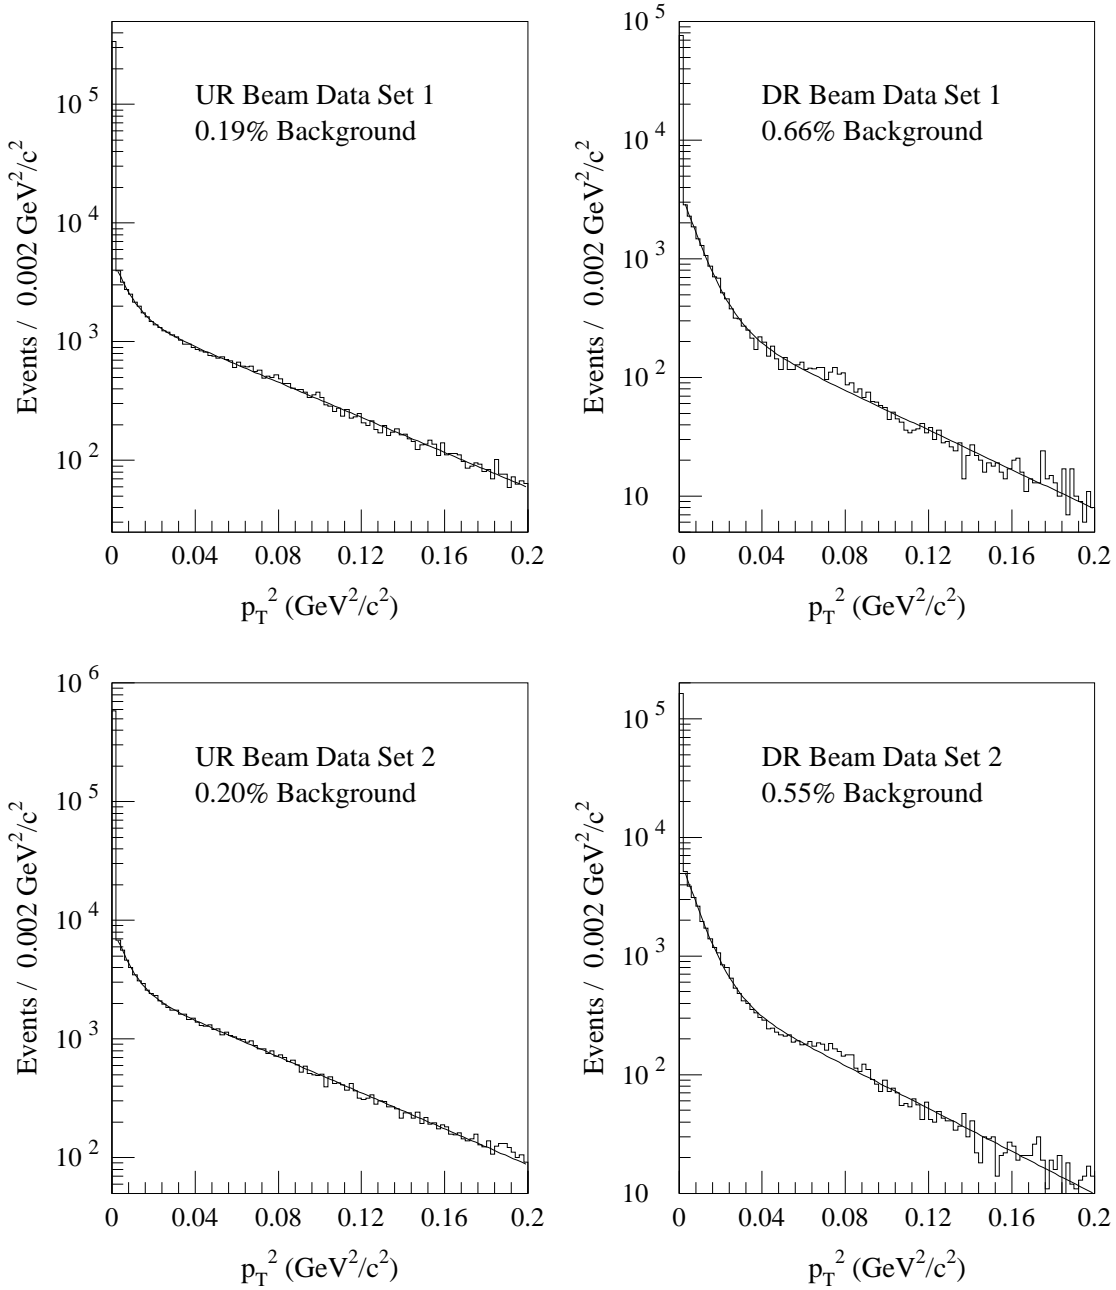 UR Beam Data Set 1
0.19% Background
10^5
10^4
10^3
10^2
0 0.04 0.08 0.12 0.16 0.2
Events / 0.002 GeV^2/c^2
p_T^2 (GeV^2/c^2)
DR Beam Data Set 1
0.66% Background
10^5
10^4
10^3
10^2
10
0 0.04 0.08 0.12 0.16 0.2
Events / 0.002 GeV^2/c^2
p_T^2 (GeV^2/c^2)
UR Beam Data Set 2
0.20% Background
10^6
10^5
10^4
10^3
10^2
0 0.04 0.08 0.12 0.16 0.2
Events / 0.002 GeV^2/c^2
p_T^2 (GeV^2/c^2)
DR Beam Data Set 2
0.55% Background
10^5
10^4
10^3
10^2
10
0 0.04 0.08 0.12 0.16 0.2
Events / 0.002 GeV^2/c^2
p_T^2 (GeV^2/c^2)